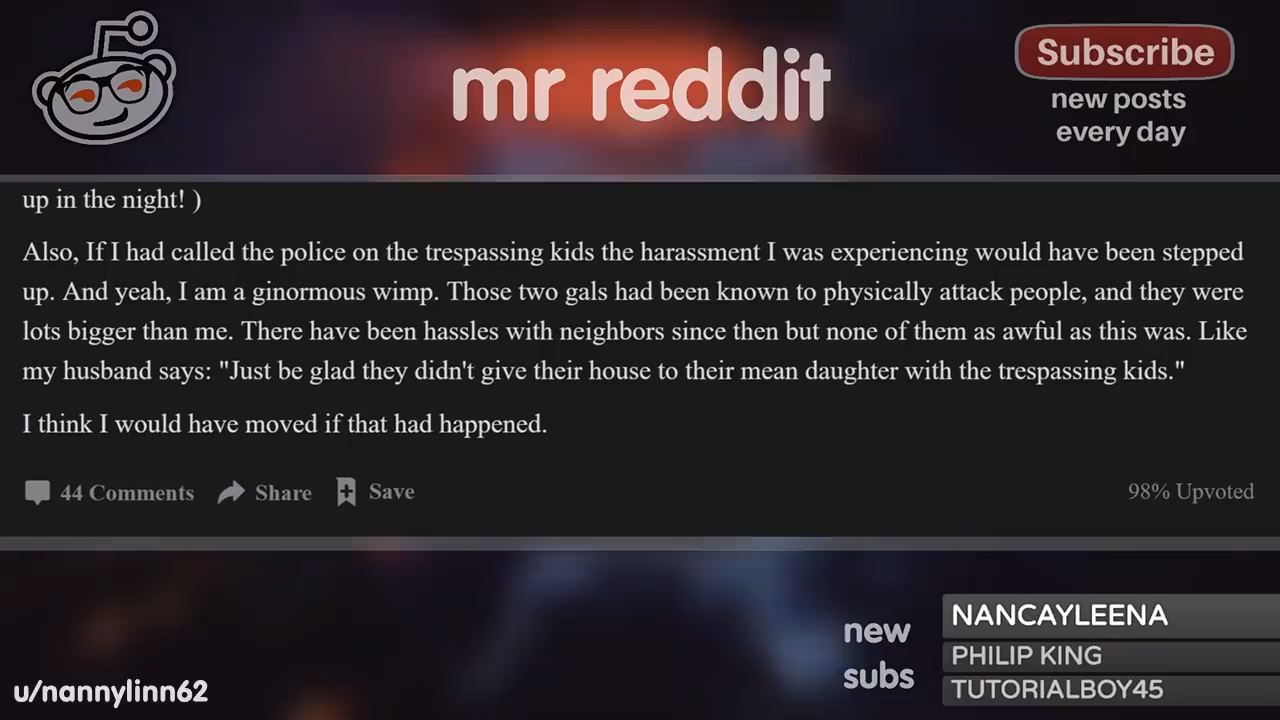 mr reddit
Subscribe
new posts
every day
up in the night! )
Also, If I had called the police on the trespassing kids the harassment I was experiencing would have been stepped
up. And yeah, I am a ginormous wimp. Those two gals had been known to physically attack people, and they were
lots bigger than me. There have been hassles with neighbors since then but none of them as awful as this was. Like
my husband says: "Just be glad they didn't give their house to their mean daughter with the trespassing kids."
I think I would have moved if that had happened.
44 Comments Share Save 98% Upvoted
new
subs
NANCAYLEENA
PHILIP KING
TUTORIALBOY45
u/nannylinn62